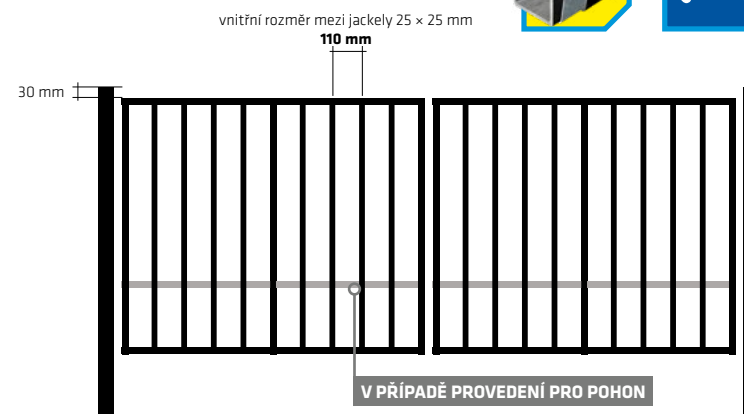 vnitřní rozměr mezi jackely 25 × 25 mm
110 mm
30 mm
V PŘÍPADĚ PROVEDENÍ PRO POHON